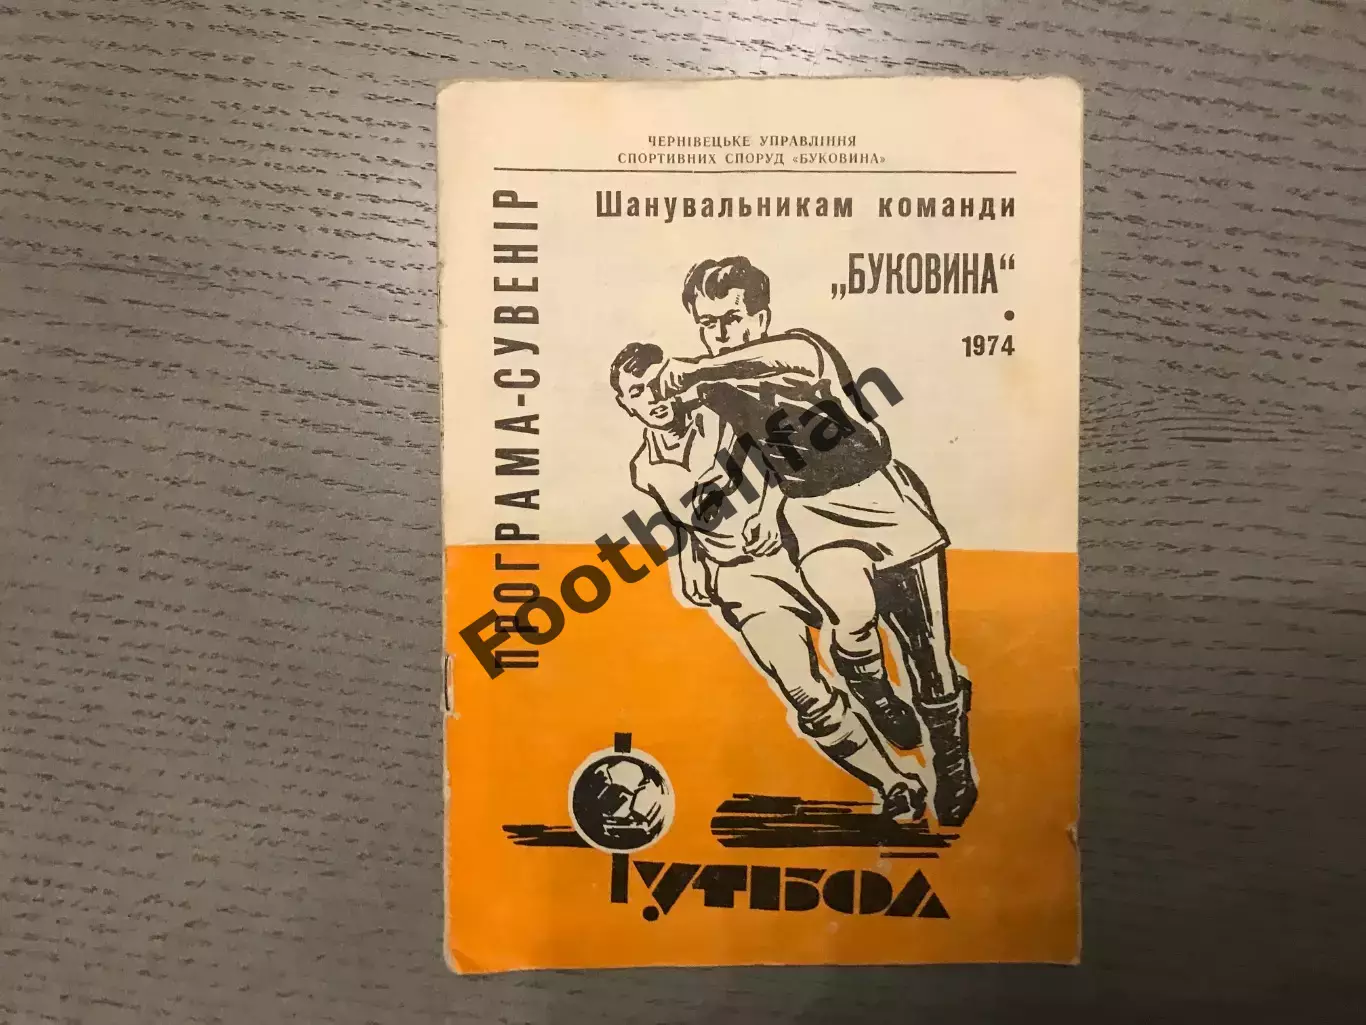 ЧЕРНІВЕЦЬКЕ УПРАВЛІННЯ
СПОРТИВНИХ СПОРУД «БУКОВИНА»
ПРОГРАМА-СУВЕНІР
Шанувальникам команди
„БУКОВИНА“
1974
Footballfan
ФУТБОЛ